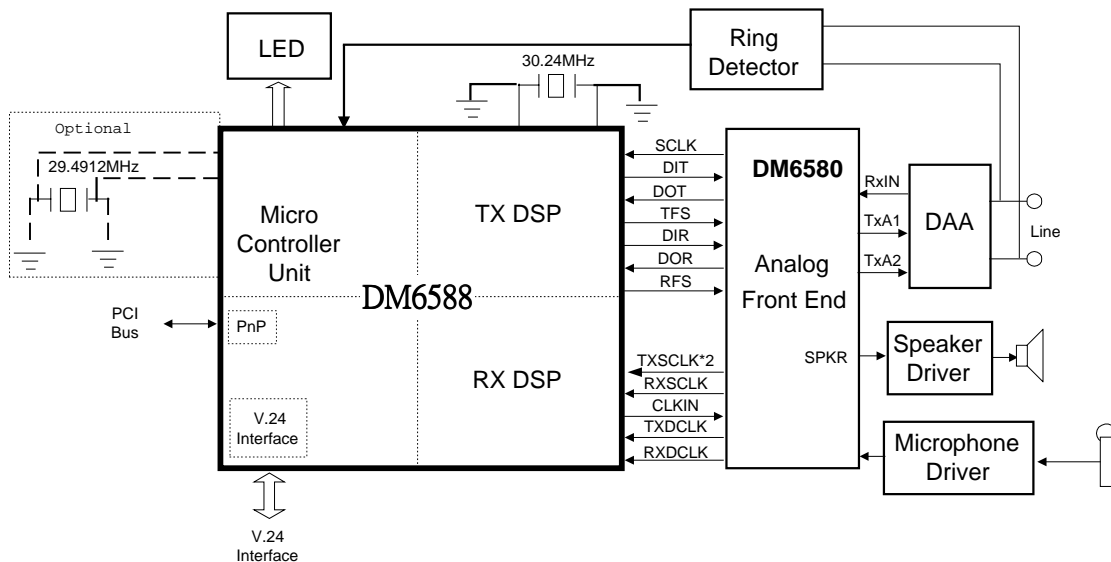 LED
Ring
Detector
30.24MHz
Optional
29.4912MHz
SCLK
DIT
DOT
TFS
DIR
DOR
RFS
DM6580
RxIN
TxA1
TxA2
DAA
Line
Micro
Controller
Unit
TX DSP
Analog
Front End
DM6588
PCI
Bus
PnP
RX DSP
TXSCLK*2
RXSCLK
CLKIN
TXDCLK
RXDCLK
SPKR
Speaker
Driver
V.24
Interface
Microphone
Driver
V.24
Interface